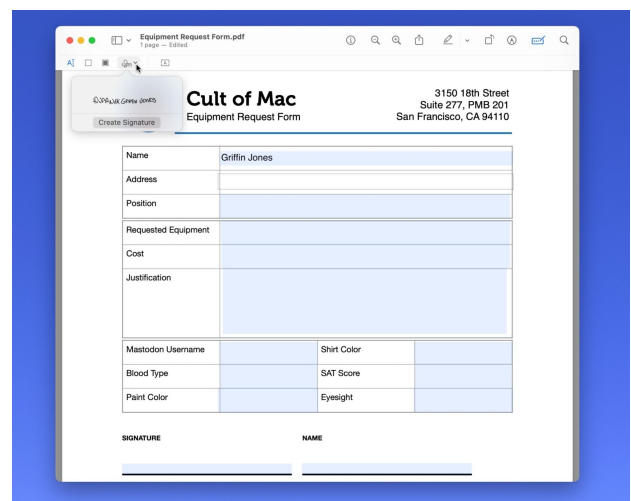 Equipment Request Form.pdf
1 page — Edited
GRIFFIN JONES
Create Signature
Cult of Mac
Equipment Request Form
3150 18th Street
Suite 277, PMB 201
San Francisco, CA 94110
Name Griffin Jones
Address
Position
Requested Equipment
Cost
Justification
Mastodon Username Shirt Color
Blood Type SAT Score
Paint Color Eyesight
SIGNATURE NAME